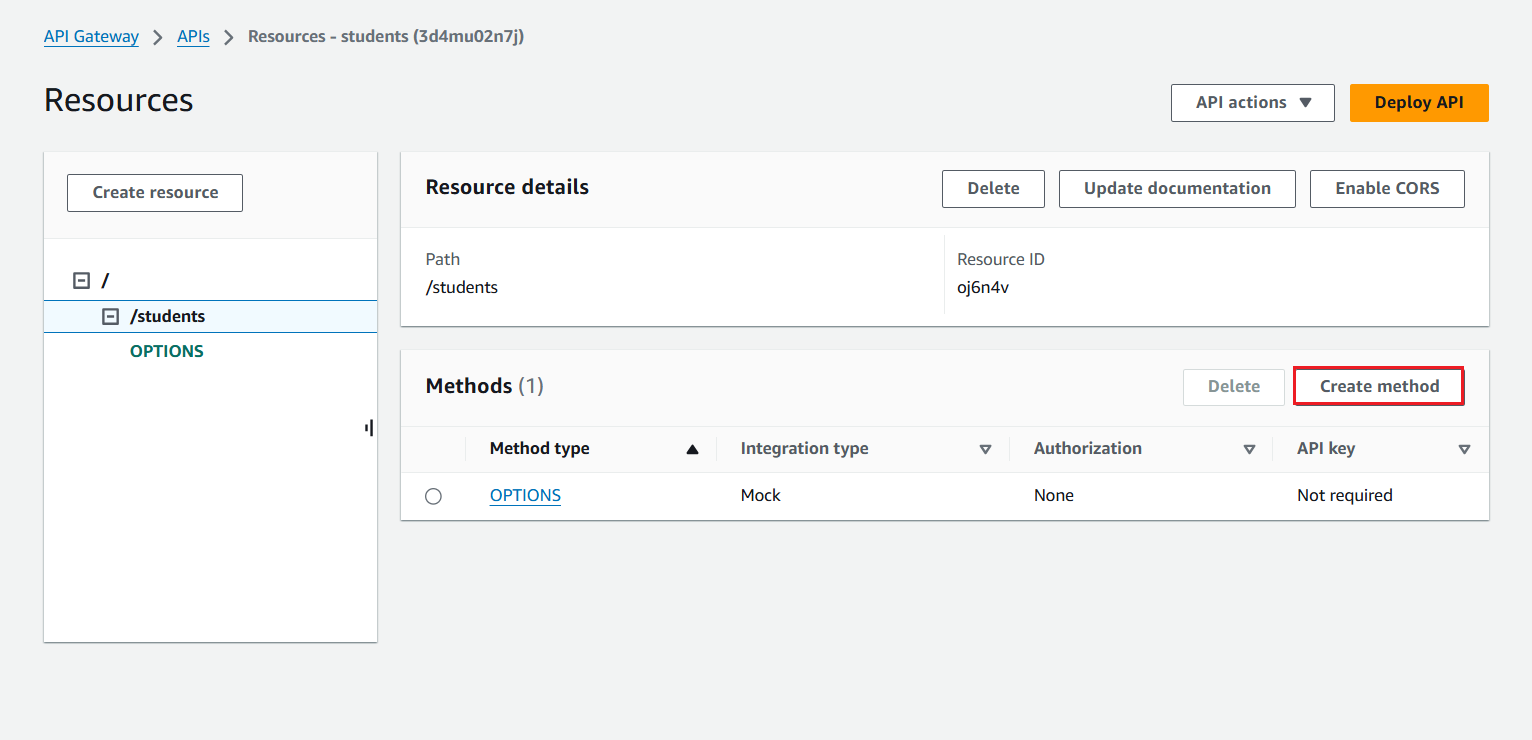 API Gateway > APIs > Resources - students (3d4mu02n7j)
Resources
API actions ▼ Deploy API
Create resource
/
/students
OPTIONS
Resource details
Delete Update documentation Enable CORS
Path
/students
Resource ID
oj6n4v
Methods (1)
Delete Create method
Method type Integration type Authorization API key
OPTIONS Mock None Not required